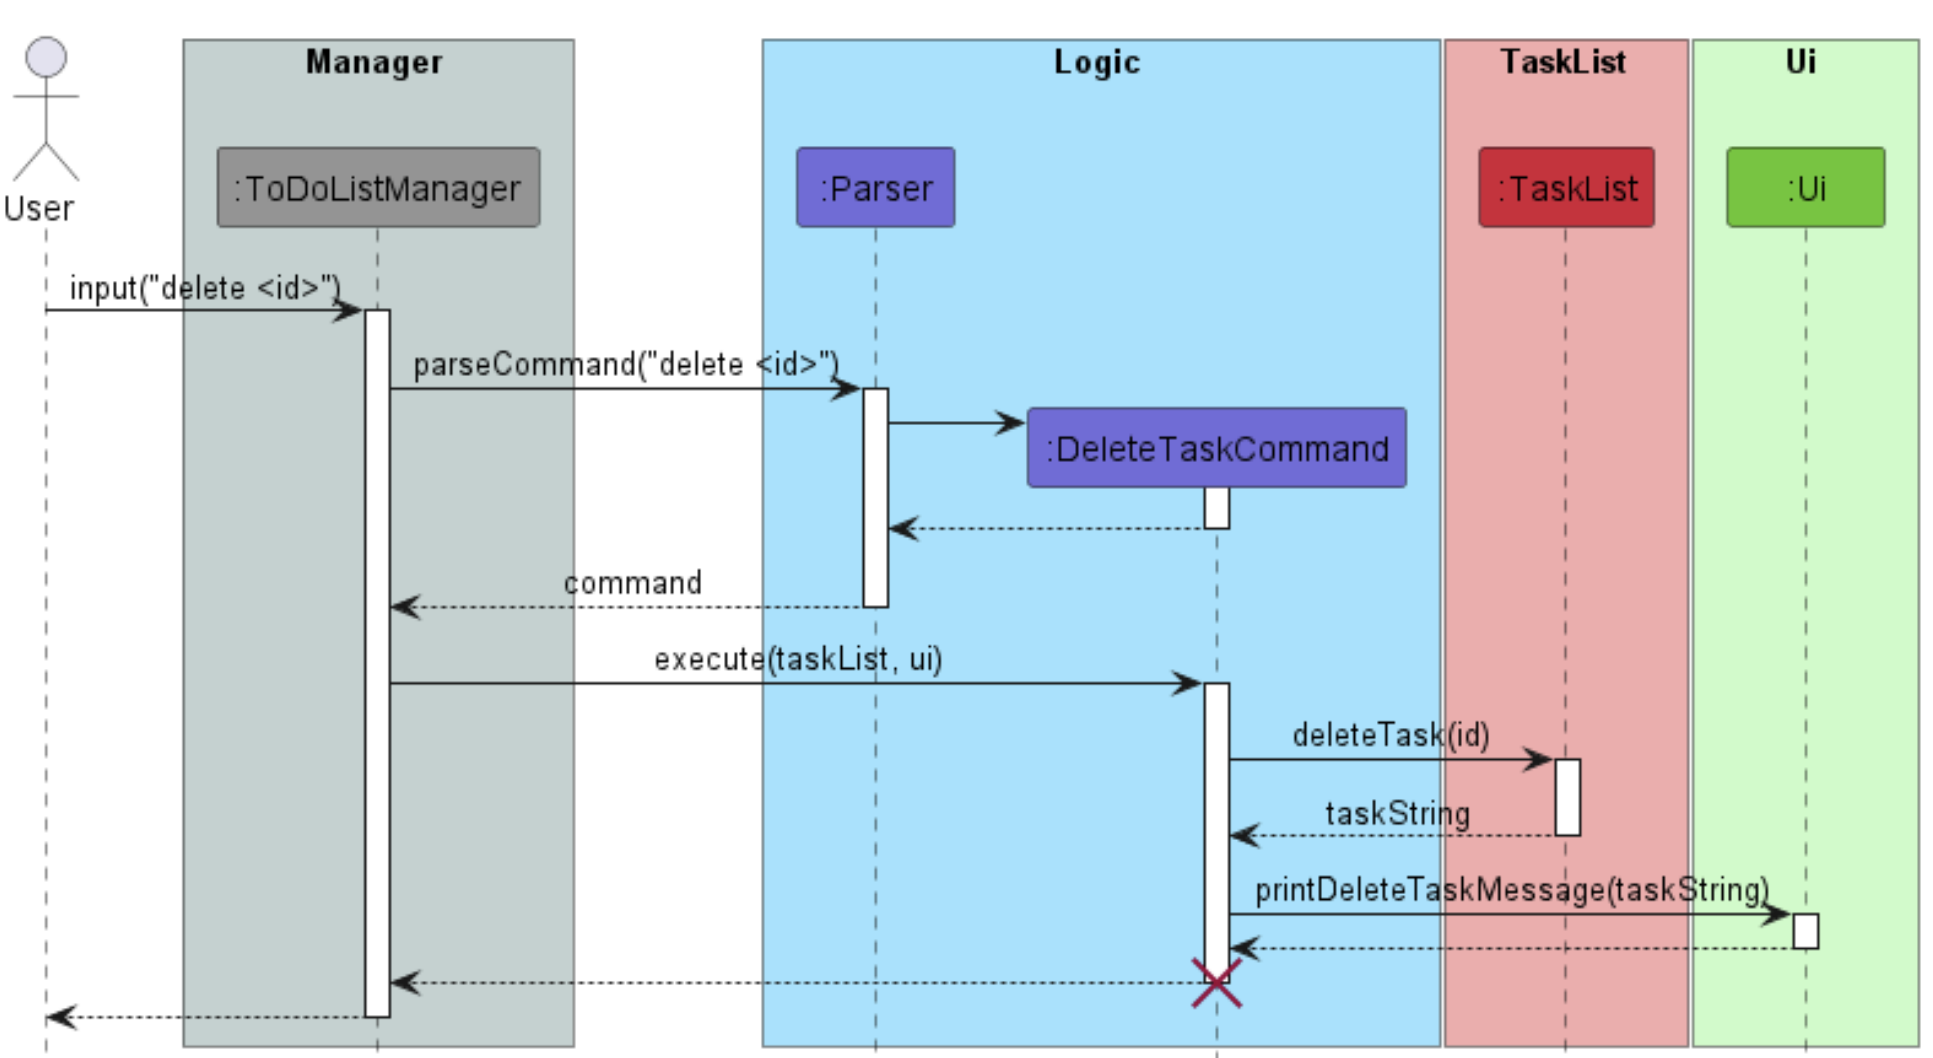 Manager
Logic
TaskList
Ui
:ToDoListManager
:Parser
:TaskList
:Ui
User
input("delete <id>")
parseCommand("delete <id>")
:DeleteTaskCommand
command
execute(taskList, ui)
deleteTask(id)
taskString
printDeleteTaskMessage(taskString)